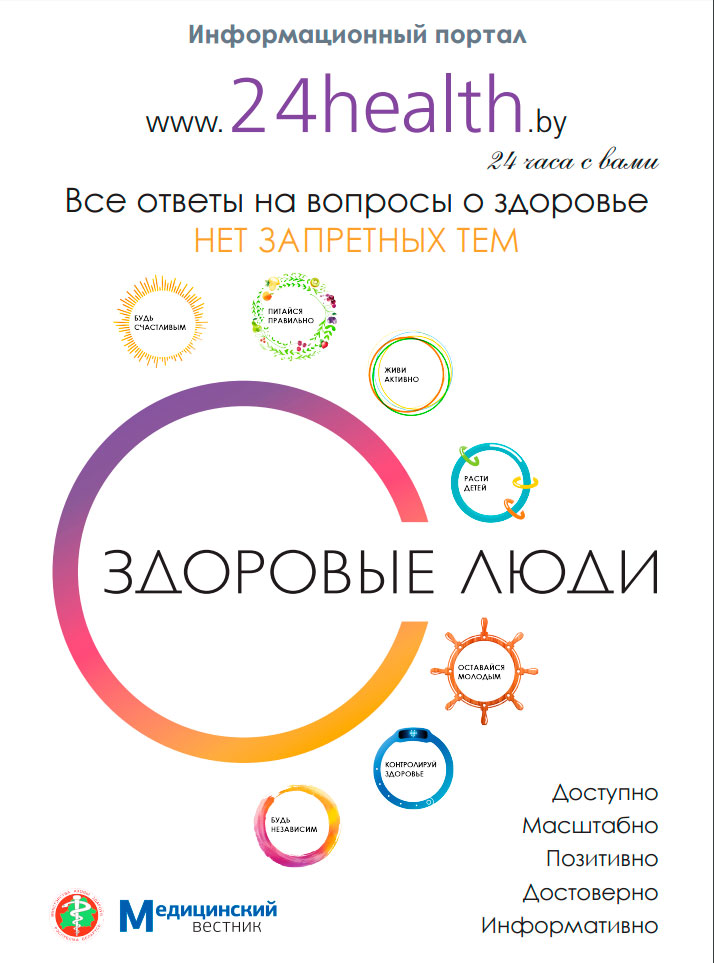 Информационный портал
www.24health.by
24 часа с вами
Все ответы на вопросы о здоровье
НЕТ ЗАПРЕТНЫХ ТЕМ
БУДЬ
СЧАСТЛИВЫМ
ПИТАЙСЯ
ПРАВИЛЬНО
ЖИВИ
АКТИВНО
РАСТИ
ДЕТЕЙ
ЗДОРОВЫЕ ЛЮДИ
ОСТАВАЙСЯ
МОЛОДЫМ
КОНТРОЛИРУЙ
ЗДОРОВЬЕ
БУДЬ
НЕЗАВИСИМ
Доступно
Масштабно
Позитивно
Достоверно
Информативно
Медицинский
вестник